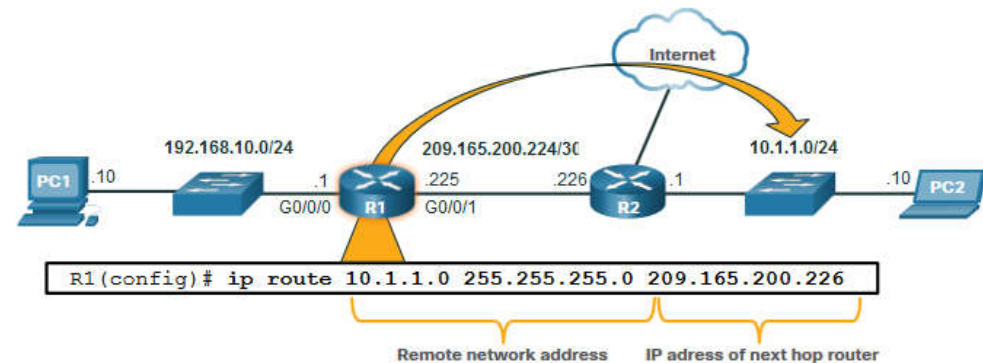 Internet
192.168.10.0/24
209.165.200.224/30
10.1.1.0/24
PC1
.10
.1
G0/0/0
R1
.225
G0/0/1
.226
R2
.1
.10
PC2
R1(config)# ip route 10.1.1.0 255.255.255.0 209.165.200.226
Remote network address
IP adress of next hop router